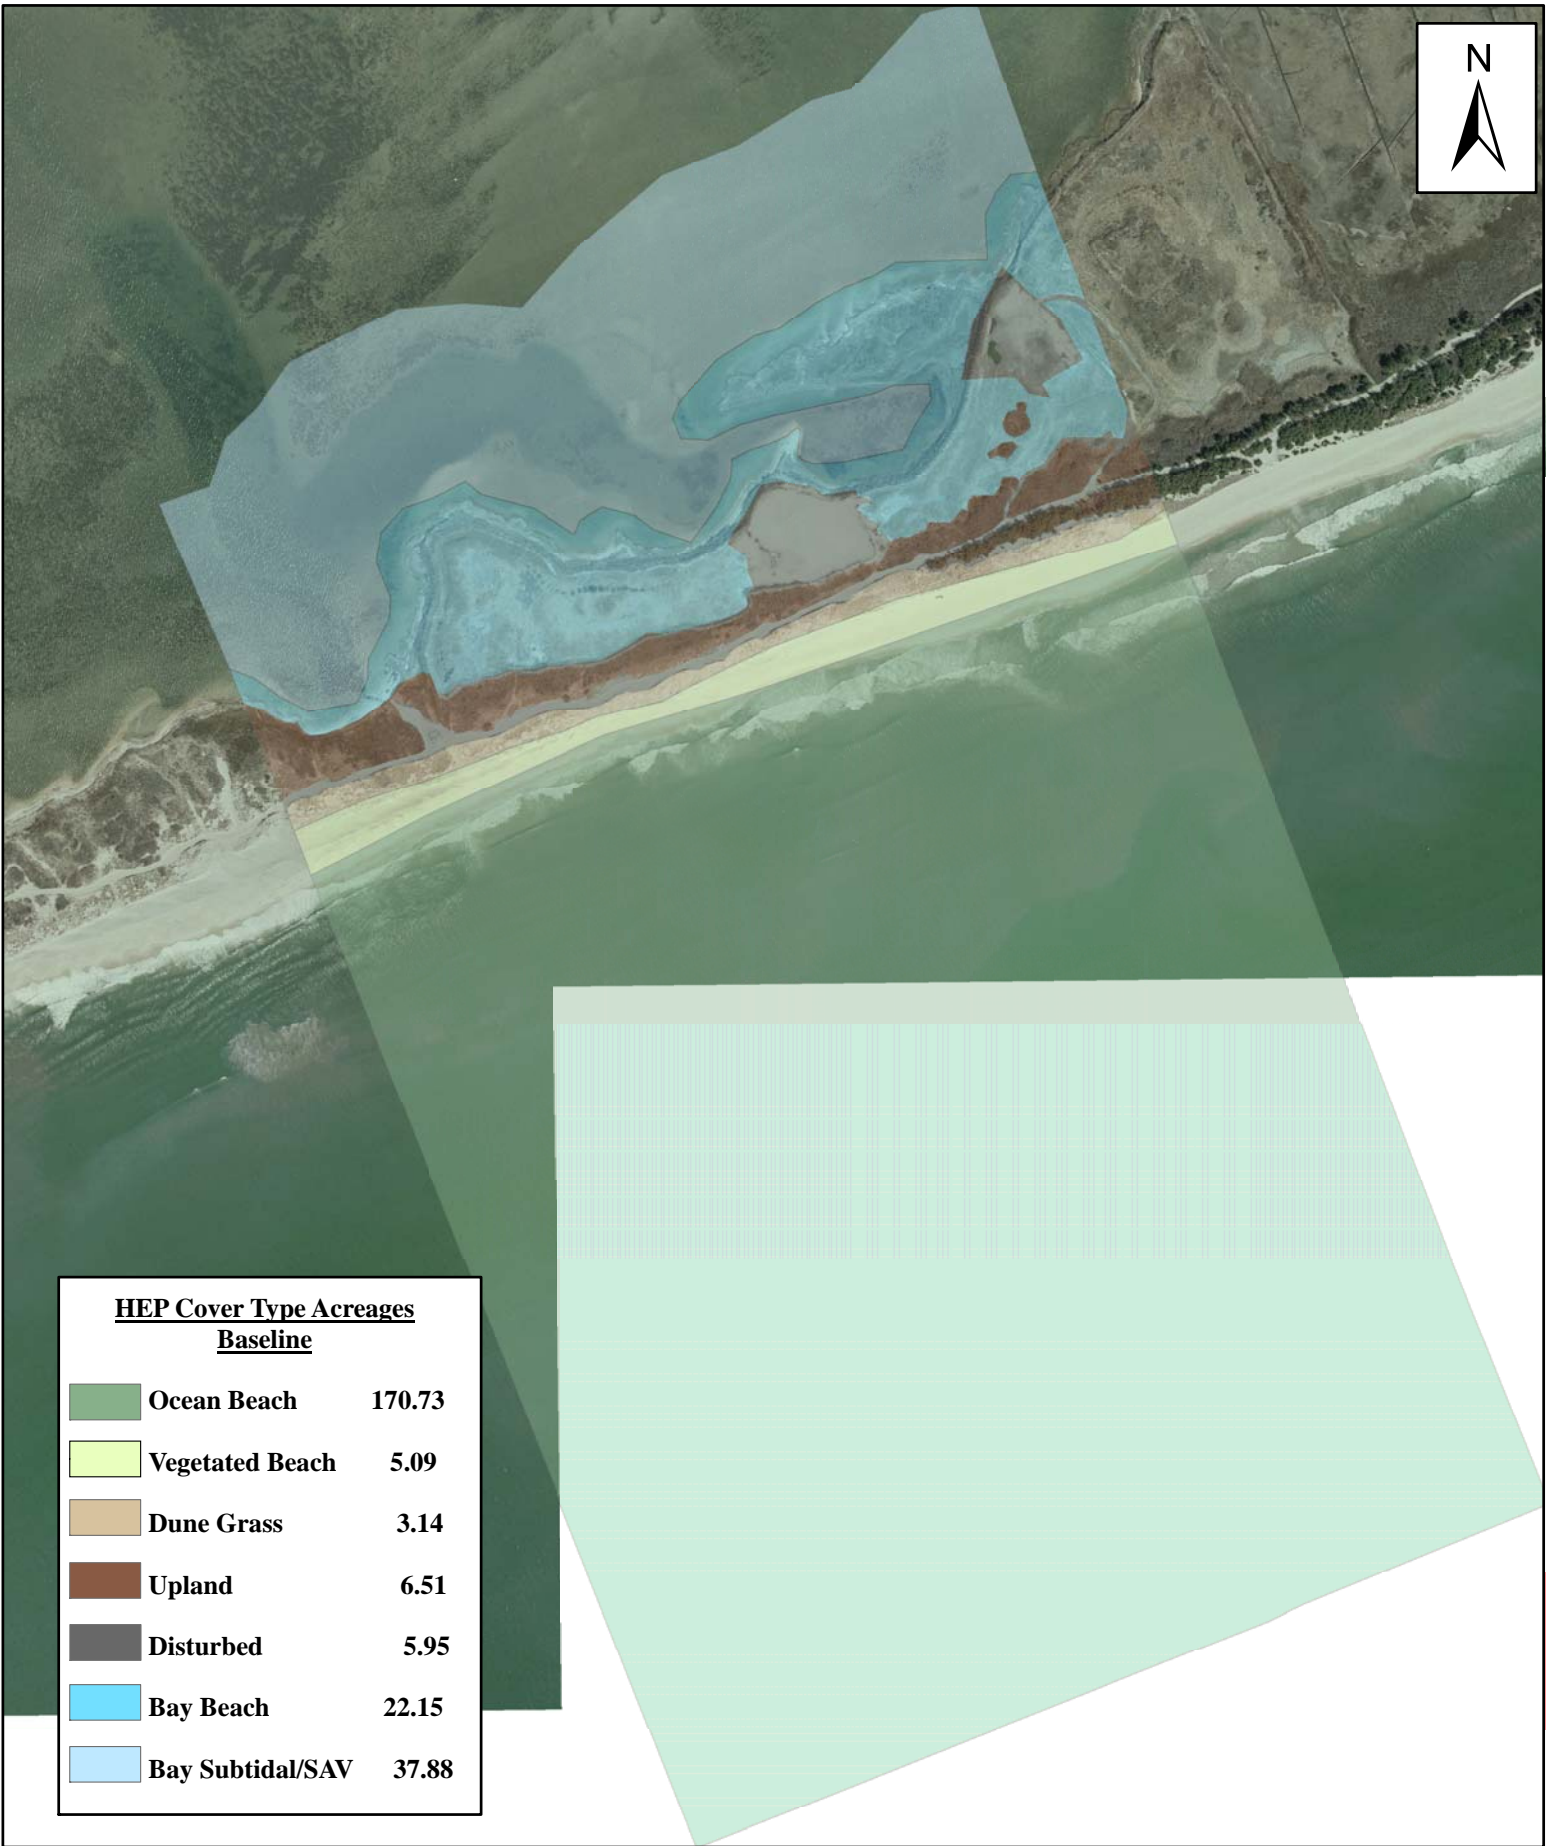 N
HEP Cover Type Acreages
Baseline
Ocean Beach 170.73
Vegetated Beach 5.09
Dune Grass 3.14
Upland 6.51
Disturbed 5.95
Bay Beach 22.15
Bay Subtidal/SAV 37.88